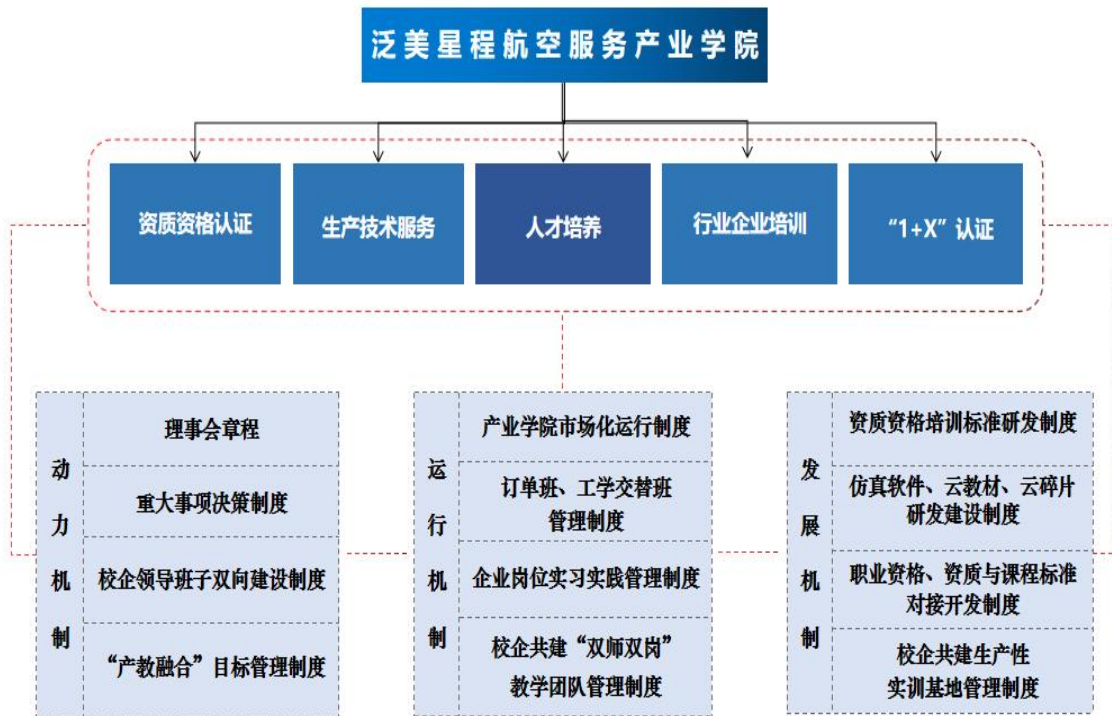 泛美星程航空服务产业学院
资质资格认证
生产技术服务
人才培养
行业企业培训
“1+X”认证
动力机制
理事会章程
重大事项决策制度
校企领导班子双向建设制度
“产教融合”目标管理制度
运行机制
产业学院市场化运行制度
订单班、工学交替班
管理制度
企业岗位实习实践管理制度
校企共建“双师双岗”
教学团队管理制度
发展机制
资质资格培训标准研发制度
仿真软件、云教材、云碎片
研发建设制度
职业资格、资质与课程标准
对接开发制度
校企共建生产性
实训基地管理制度